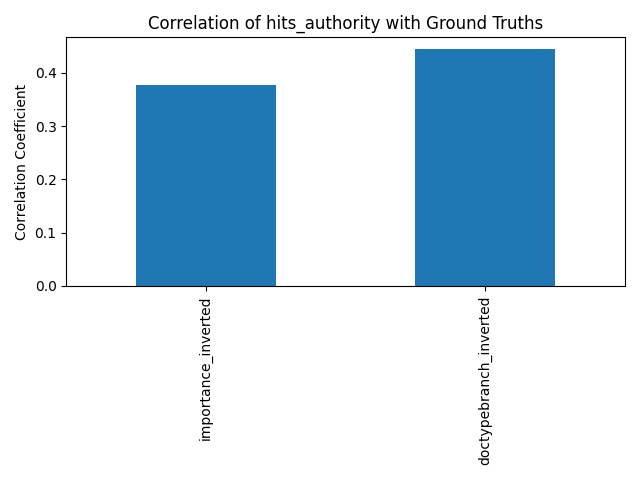 Correlation of hits_authority with Ground Truths
Correlation Coefficient
0.4
0.3
0.2
0.1
0.0
importance_inverted
doctypebranch_inverted